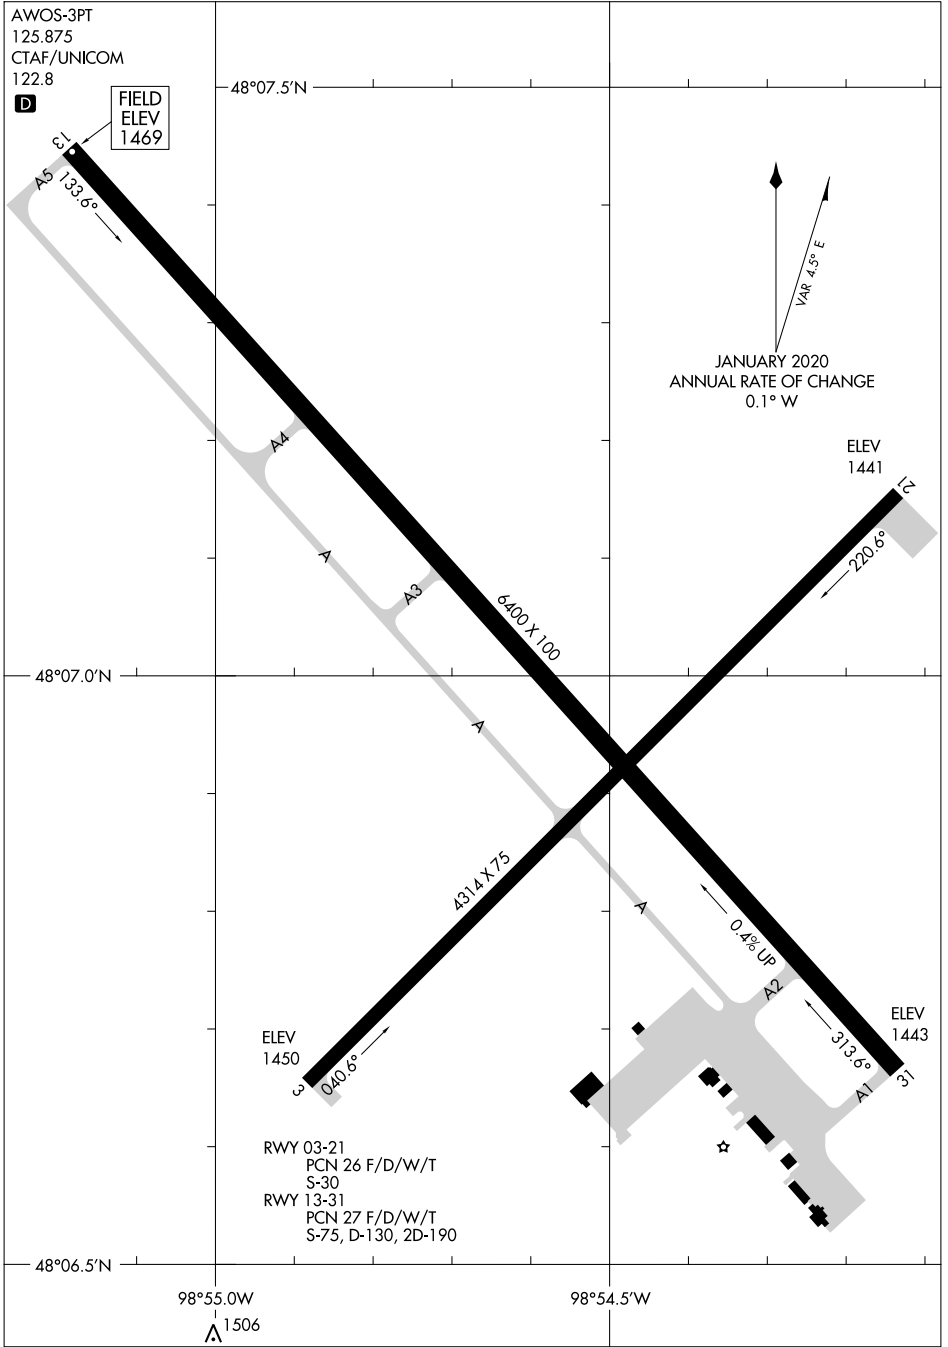 AWOS-3PT
125.875
CTAF/UNICOM
122.8
D
FIELD
ELEV
1469
48°07.5'N
13
A5
133.6°
VAR 4.5° E
JANUARY 2020
ANNUAL RATE OF CHANGE
0.1° W
A4
ELEV
1441
21
220.6°
A
A3
6400 X 100
48°07.0'N
A
4314 X 75
A
0.4% UP
A2
ELEV
1443
313.6°
31
A1
ELEV
1450
3
040.6°
RWY 03-21
PCN 26 F/D/W/T
S-30
RWY 13-31
PCN 27 F/D/W/T
S-75, D-130, 2D-190
48°06.5'N
98°55.0'W
98°54.5'W
1506